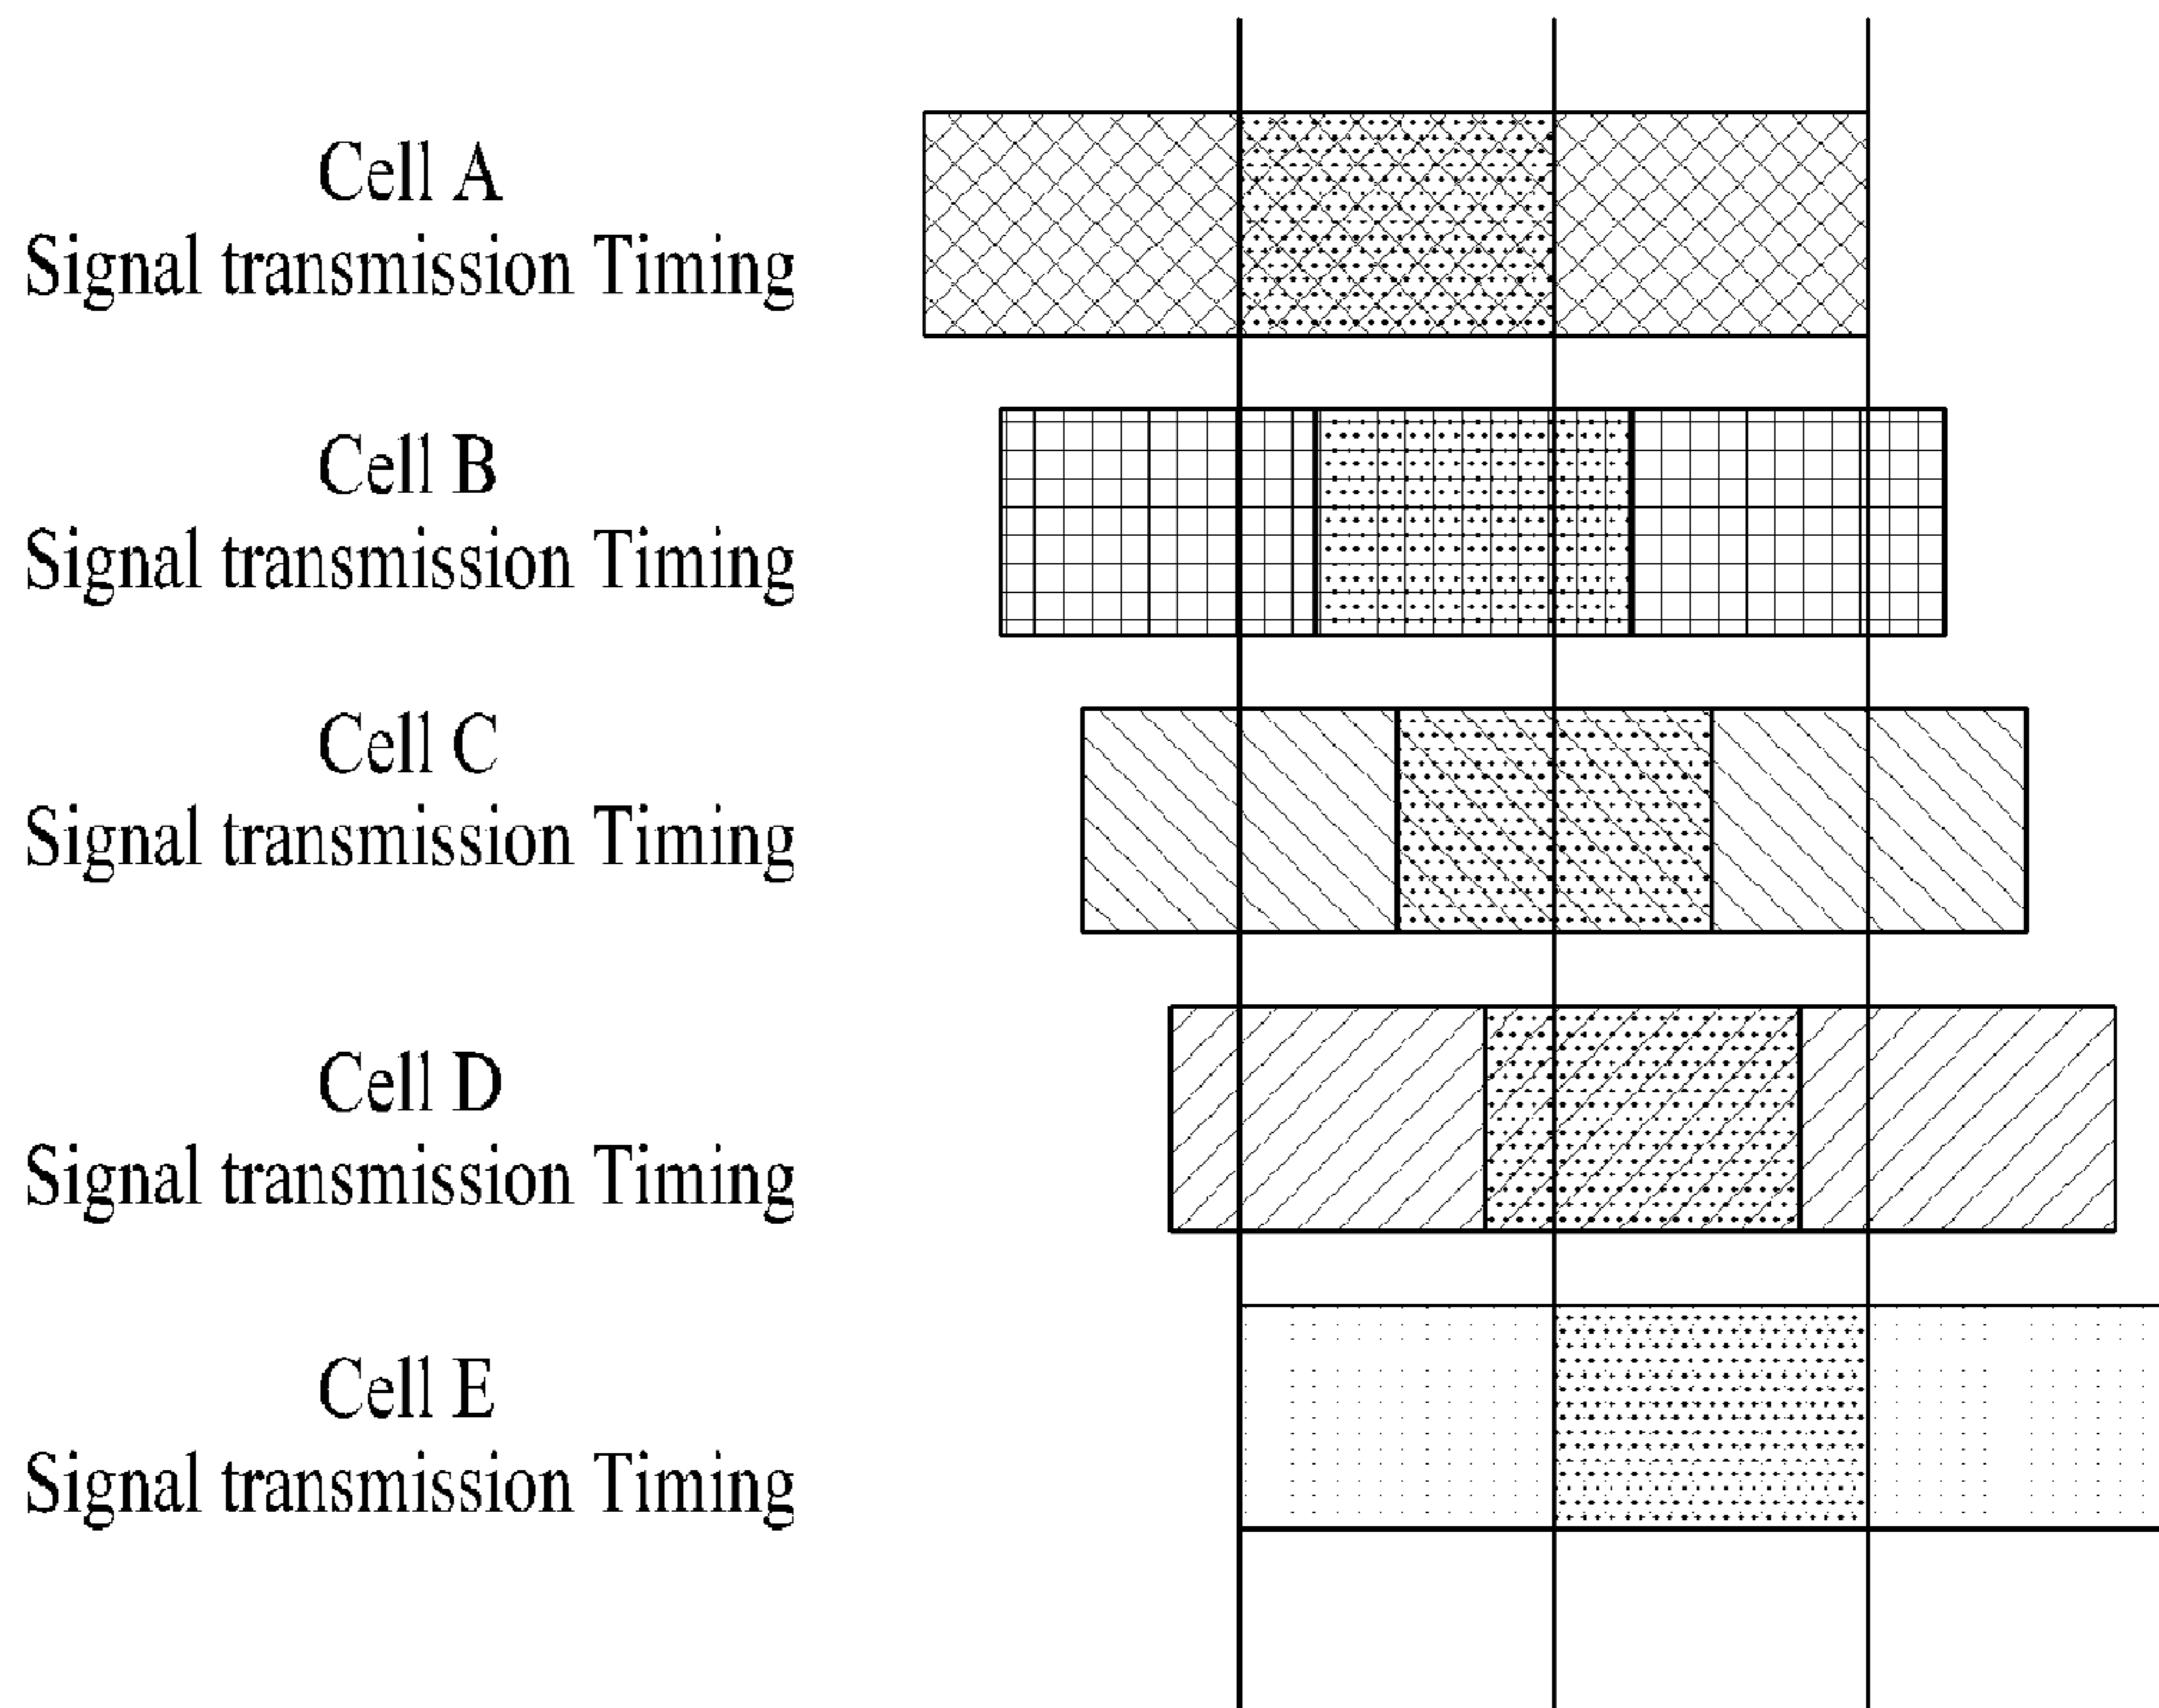 Cell A
Signal transmission Timing
Cell B
Signal transmission Timing
Cell C
Signal transmission Timing
Cell D
Signal transmission Timing
Cell E
Signal transmission Timing